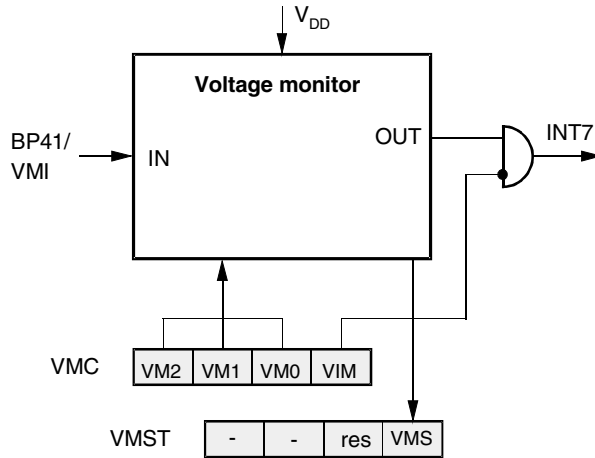 V_DD
Voltage monitor
BP41/
VMI
IN
OUT
INT7
VMC
VM2 VM1 VM0 VIM
VMST
- - res VMS